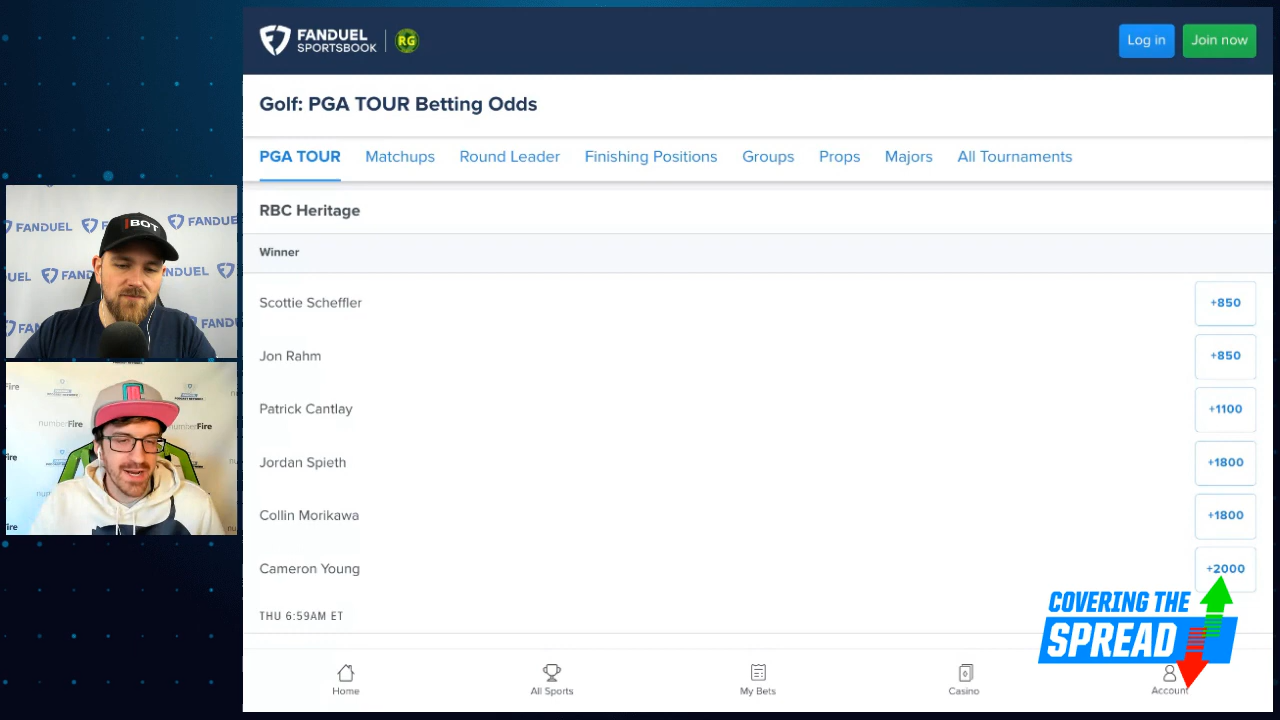 FANDUEL
SPORTSBOOK
RG
Log in
Join now
Golf: PGA TOUR Betting Odds
PGA TOUR Matchups Round Leader Finishing Positions Groups Props Majors All Tournaments
RBC Heritage
Winner
Scottie Scheffler +850
Jon Rahm +850
Patrick Cantlay +1100
Jordan Spieth +1800
Collin Morikawa +1800
Cameron Young +2000
THU 6:59AM ET
Home All Sports My Bets Casino Account
COVERING THE
SPREAD
FANDUEL
BOT
numberFire
numberFire